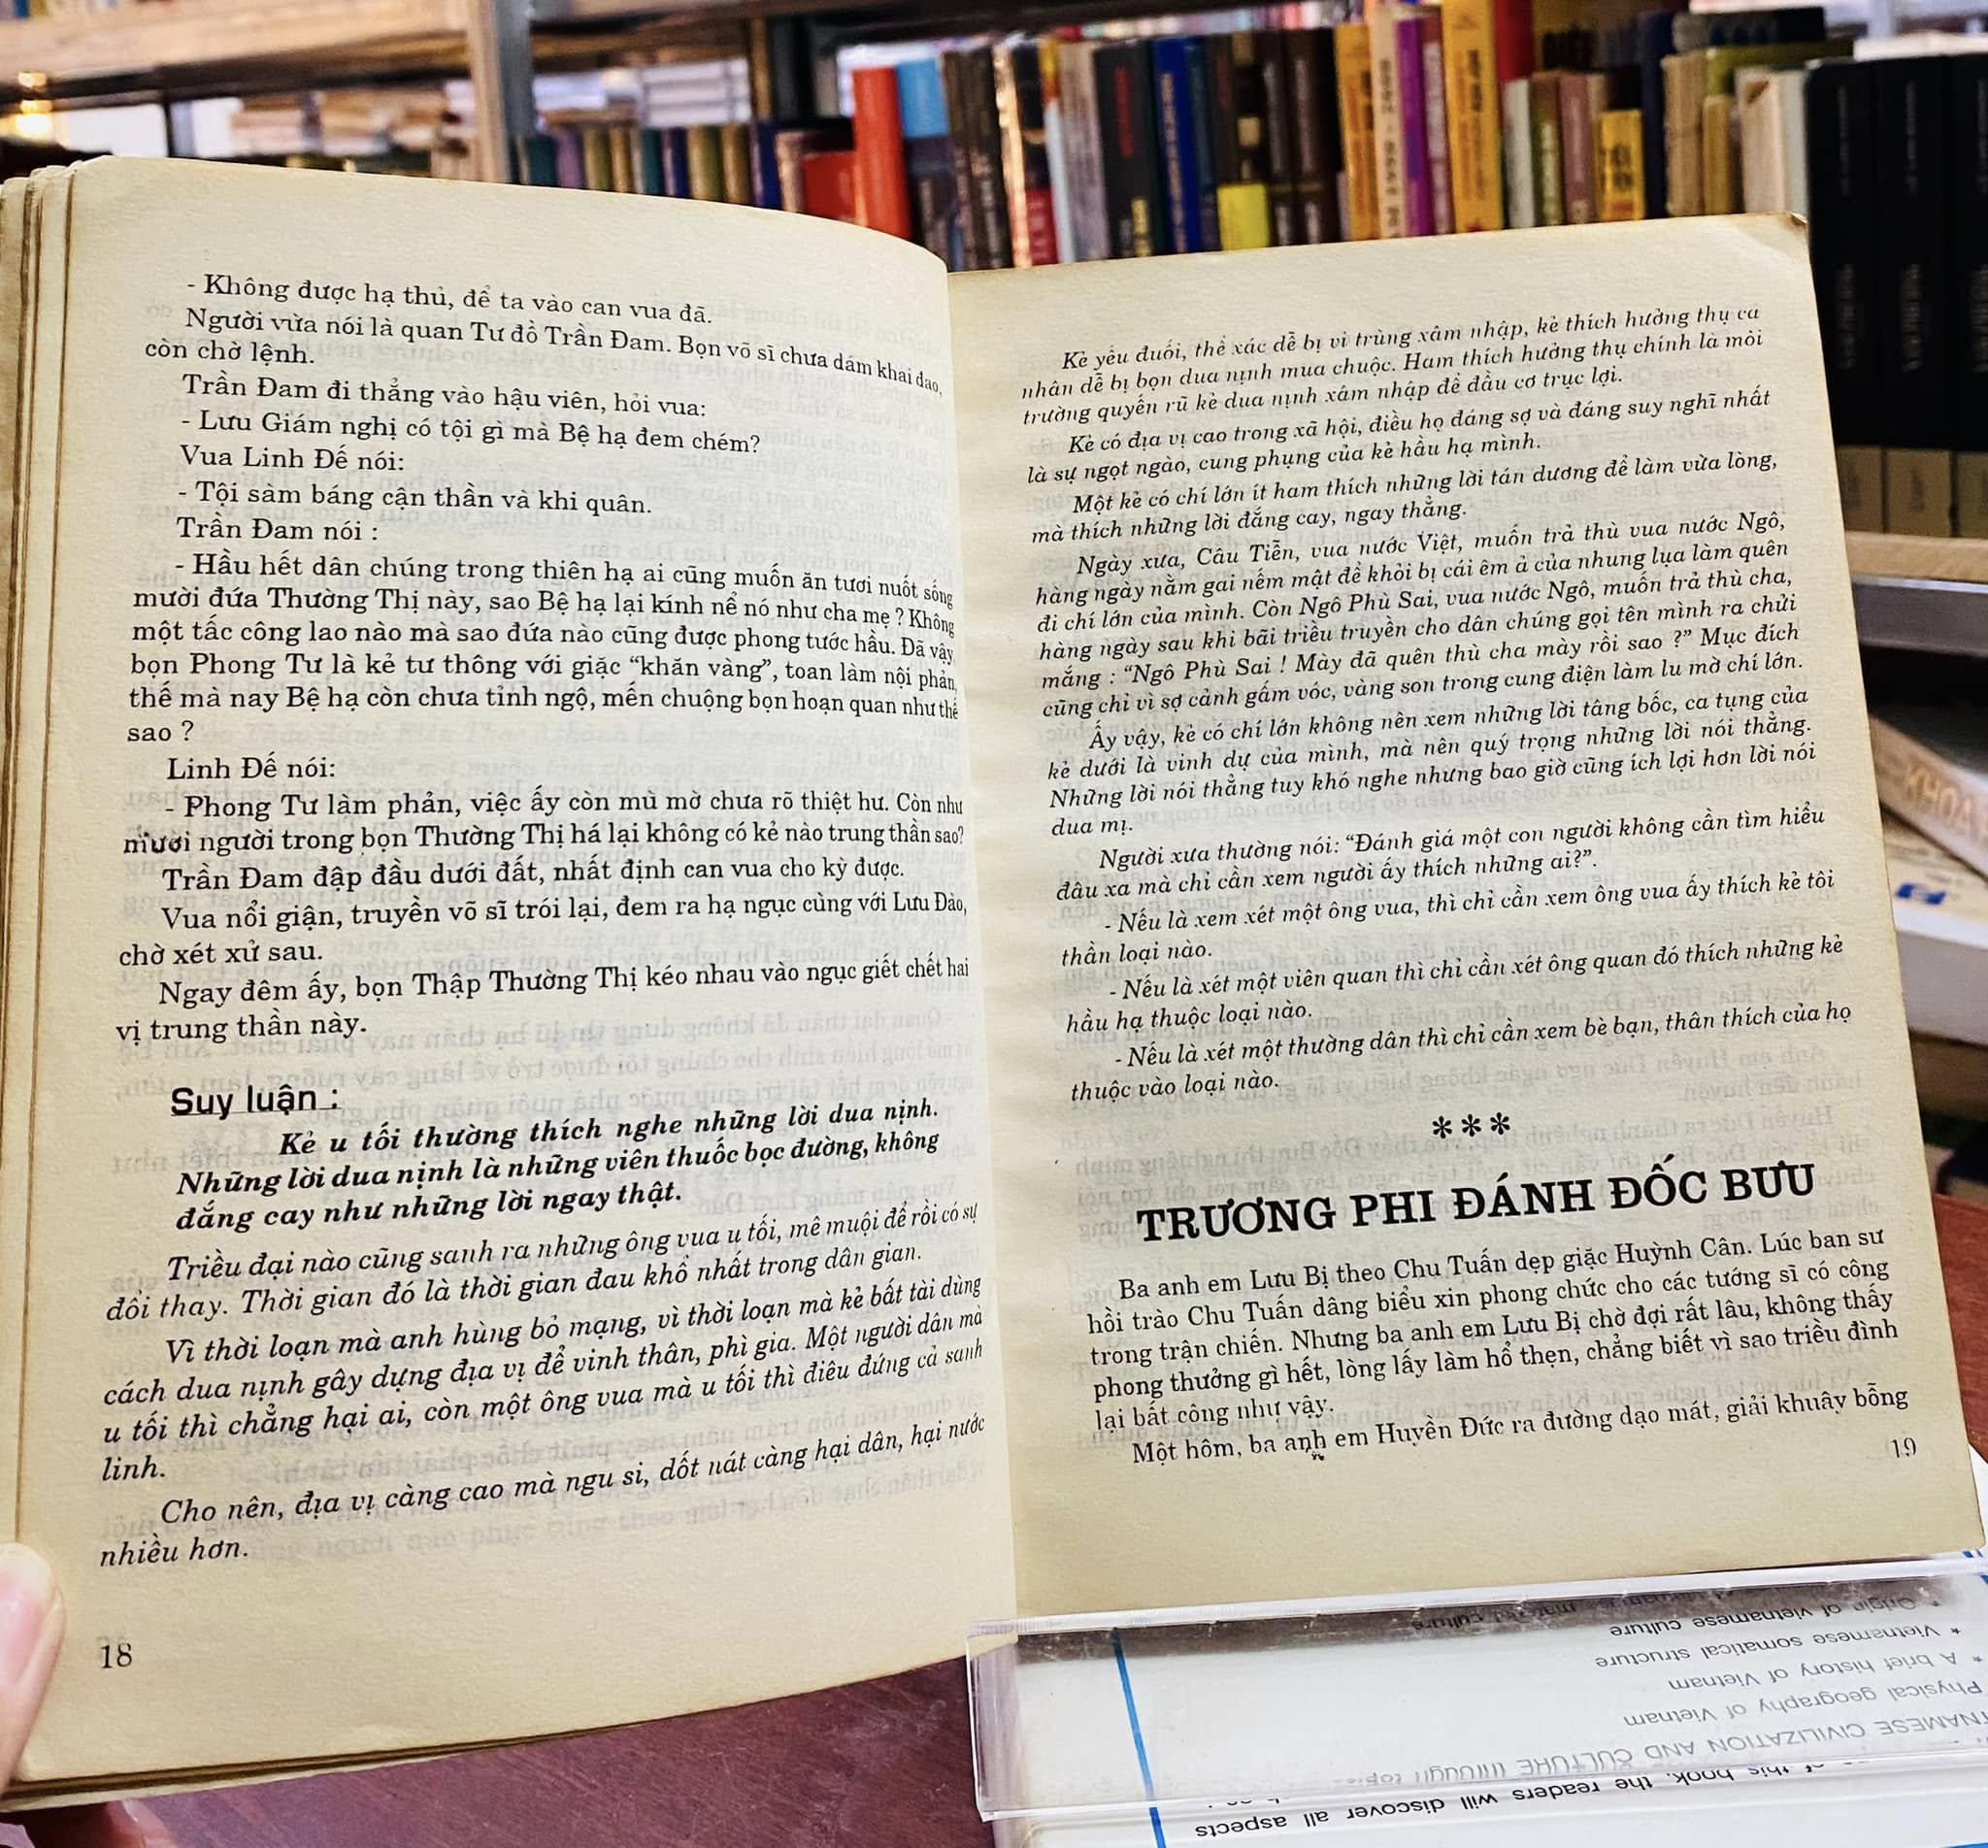 - Không được hạ thủ, để ta vào can vua đã.
Người vừa nói là quan Tư đồ Trần Đam. Bọn võ sĩ chưa dám khai đao,
còn chờ lệnh.
Trần Đam đi thẳng vào hậu viên, hỏi vua:
- Lưu Giám nghị có tội gì mà Bệ hạ đem chém?
Vua Linh Đế nói:
- Tội sàm báng cận thần và khi quân.
Trần Đam nói :
- Hầu hết dân chúng trong thiên hạ ai cũng muốn ăn tươi nuốt sống
mười đứa Thường Thị này, sao Bệ hạ lại kính nể nó như cha mẹ ? Không
một tấc công lao nào mà sao đứa nào cũng được phong tước hầu. Đã vậy
bọn Phong Tư là kẻ tư thông với giặc “khăn vàng”, toan làm nội phản,
thế mà nay Bệ hạ còn chưa tỉnh ngộ, mến chuộng bọn hoạn quan như thế
sao ?
Linh Đế nói:
- Phong Tư làm phản, việc ấy còn mù mờ chưa rõ thiệt hư. Còn như
mười người trong bọn Thường Thị há lại không có kẻ nào trung thần sao?
Trần Đam đập đầu dưới đất, nhất định can vua cho kỳ được.
Vua nổi giận, truyền võ sĩ trói lại, đem ra hạ ngục cùng với Lưu Đào,
chờ xét xử sau.
Ngay đêm ấy, bọn Thập Thường Thị kéo nhau vào ngục giết chết hai
vị trung thần này.
Suy luận :
Kẻ u tối thường thích nghe những lời dua nịnh.
Những lời dua nịnh là những viên thuốc bọc đường, không
đắng cay như những lời ngay thật.
Triều đại nào cũng sanh ra những ông vua u tối, mê muội để rồi có sự
đổi thay. Thời gian đó là thời gian đau khổ nhất trong dân gian.
Vì thời loạn mà anh hùng bỏ mạng, vì thời loạn mà kẻ bất tài dùng
cách dua nịnh gây dựng địa vị để vinh thân, phì gia. Một người dân mà
u tối thì chẳng hại ai, còn một ông vua mà u tối thì điêu đứng cả sanh
linh.
Cho nên, địa vị càng cao mà ngu si, dốt nát càng hại dân, hại nước
nhiều hơn.
18
Kẻ yếu đuối, thể xác dễ bị vi trùng xâm nhập, kẻ thích hưởng thụ cá
nhân dễ bị bọn dua nịnh mua chuộc. Ham thích hưởng thụ chính là môi
trường quyến rũ kẻ dua nịnh xâm nhập để đầu cơ trục lợi.
Kẻ có địa vị cao trong xã hội, điều họ đáng sợ và đáng suy nghĩ nhất
là sự ngọt ngào, cung phụng của kẻ hầu hạ mình.
Một kẻ có chí lớn ít ham thích những lời tán dương để làm vừa lòng,
mà thích những lời đắng cay, ngay thẳng.
Ngày xưa, Câu Tiễn, vua nước Việt, muốn trả thù vua nước Ngô,
hàng ngày nằm gai nếm mật để khỏi bị cái êm ả của nhung lụa làm quên
đi chí lớn của mình. Còn Ngô Phù Sai, vua nước Ngô, muốn trả thù cha,
hàng ngày sau khi bãi triều truyền cho dân chúng gọi tên mình ra chửi
mắng : “Ngô Phù Sai ! Mày đã quên thù cha mày rồi sao ?” Mục đích
cũng chỉ vì sợ cảnh gấm vóc, vàng son trong cung điện làm lu mờ chí lớn.
Ấy vậy, kẻ có chí lớn không nên xem những lời tâng bốc, ca tụng của
kẻ dưới là vinh dự của mình, mà nên quý trọng những lời nói thẳng.
Những lời nói thẳng tuy khó nghe nhưng bao giờ cũng ích lợi hơn lời nói
dua mị.
Người xưa thường nói: “Đánh giá một con người không cần tìm hiểu
đâu xa mà chỉ cần xem người ấy thích những ai?”.
- Nếu là xem xét một ông vua, thì chỉ cần xem ông vua ấy thích kẻ tôi
thần loại nào.
- Nếu là xét một viên quan thì chỉ cần xét ông quan đó thích những kẻ
hầu hạ thuộc loại nào.
- Nếu là xét một thường dân thì chỉ cần xem bè bạn, thân thích của họ
thuộc vào loại nào.
***
TRƯƠNG PHI ĐÁNH ĐỐC BƯU
Ba anh em Lưu Bị theo Chu Tuấn dẹp giặc Huỳnh Cân. Lúc ban sư
hồi trào Chu Tuấn dâng biểu xin phong chức cho các tướng sĩ có công
trong trận chiến. Nhưng ba anh em Lưu Bị chờ đợi rất lâu, không thấy
phong thưởng gì hết, lòng lấy làm hổ thẹn, chẳng biết vì sao triều đình
lại bất công như vậy.
Một hôm, ba anh em Huyền Đức ra đường dạo mát, giải khuây bỗng
19
of this book, the readers will discover all aspects
CIVILIZATION AND CULTURE through
Physical geography of Vietnam
* A brief history of Vietnam
* Vietnamese somatical structure
* Origin of vietnamese culture